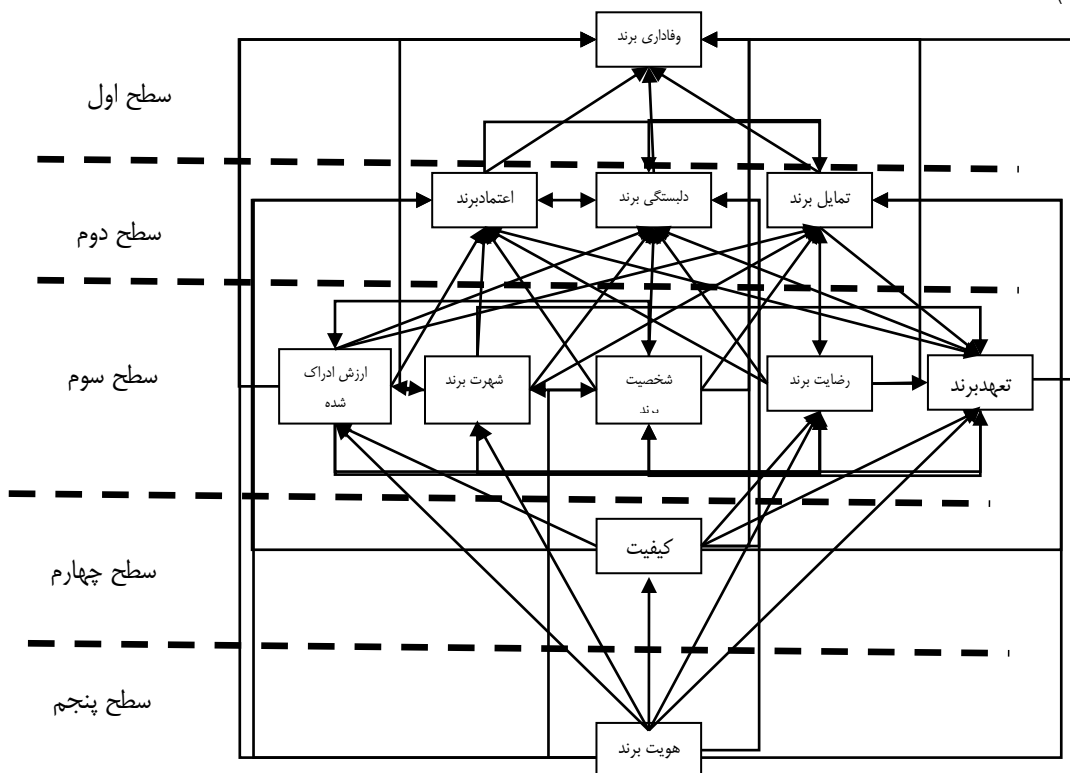 وفاداری برند
سطح اول
تمایل برند
دلبستگی برند
اعتمادبرند
سطح دوم
تعهدبرند
رضایت برند
شخصیت
برند
شهرت برند
ارزش ادراک
شده
سطح سوم
کیفیت
سطح چهارم
هویت برند
سطح پنجم